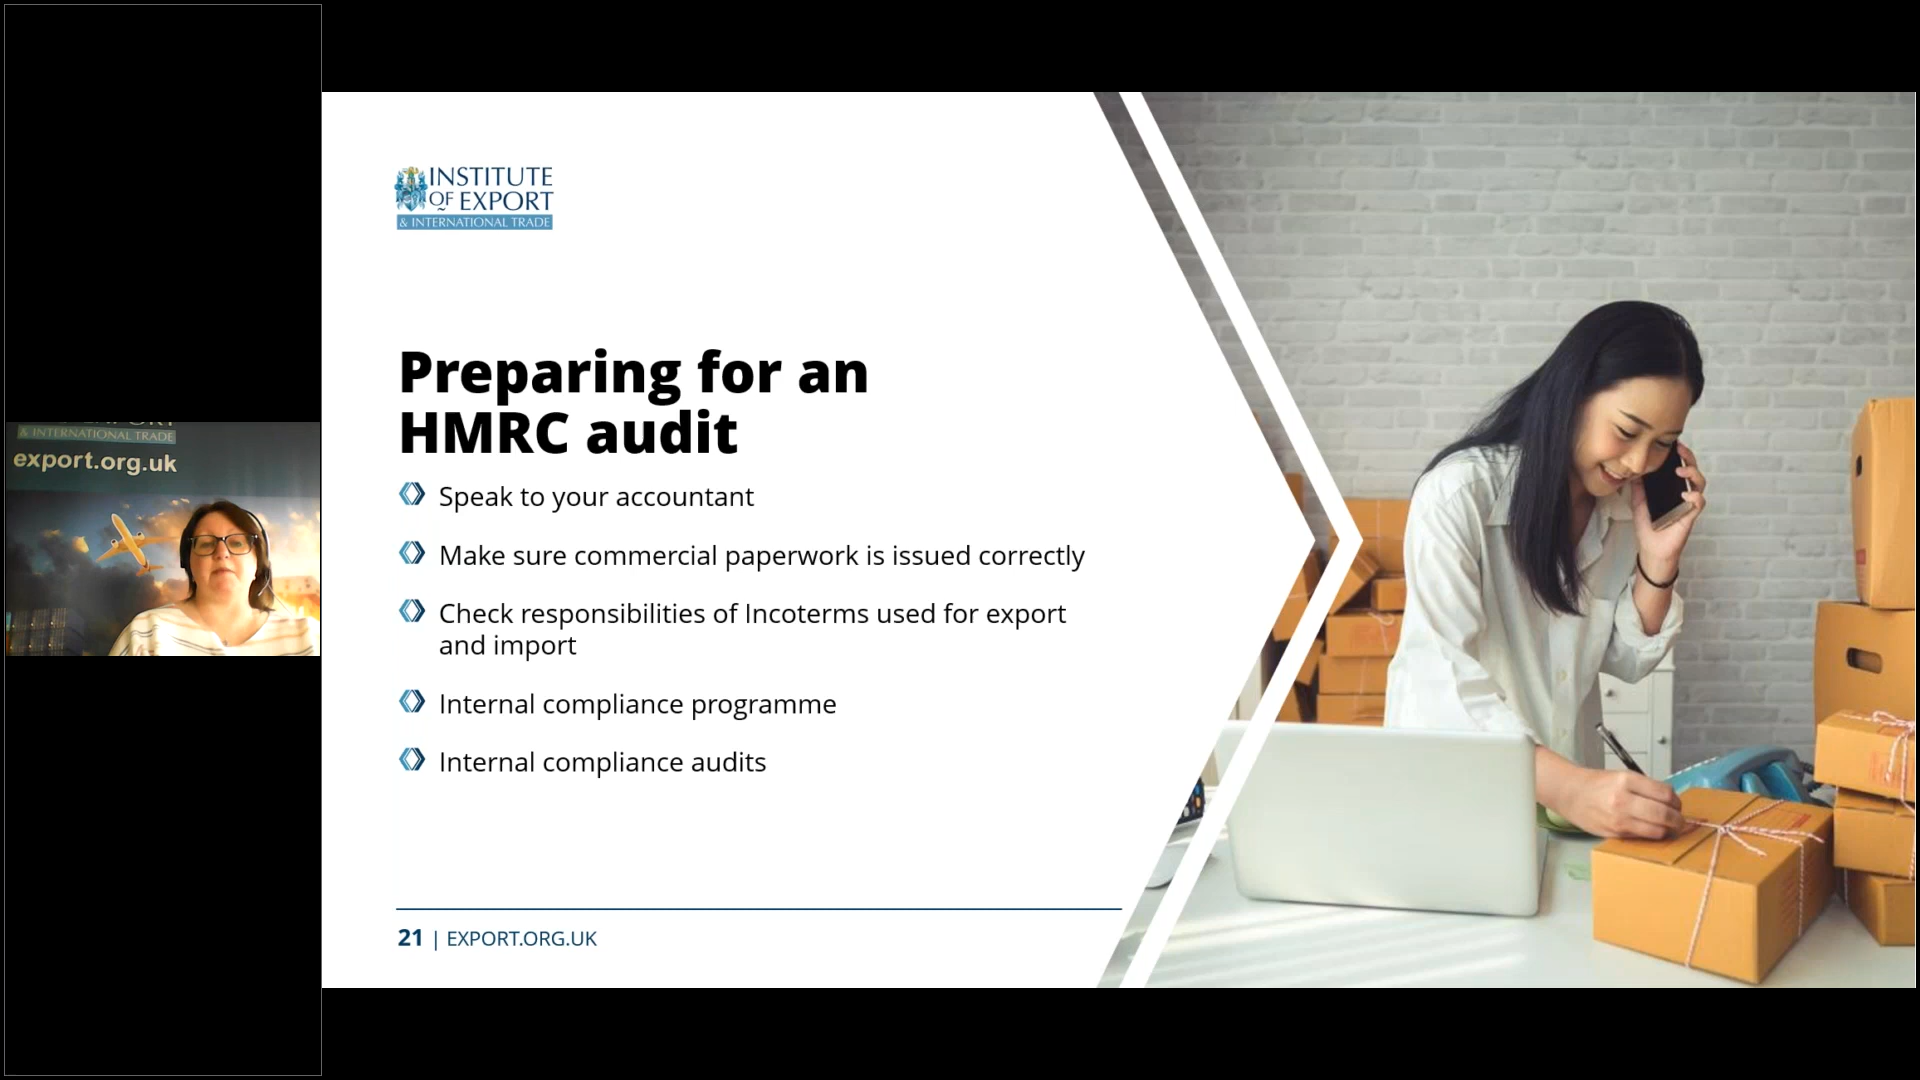 & INTERNATIONAL TRADE
export.org.uk
INSTITUTE
OF EXPORT
& INTERNATIONAL TRADE
Preparing for an
HMRC audit
Speak to your accountant
Make sure commercial paperwork is issued correctly
Check responsibilities of Incoterms used for export
and import
Internal compliance programme
Internal compliance audits
21 | EXPORT.ORG.UK